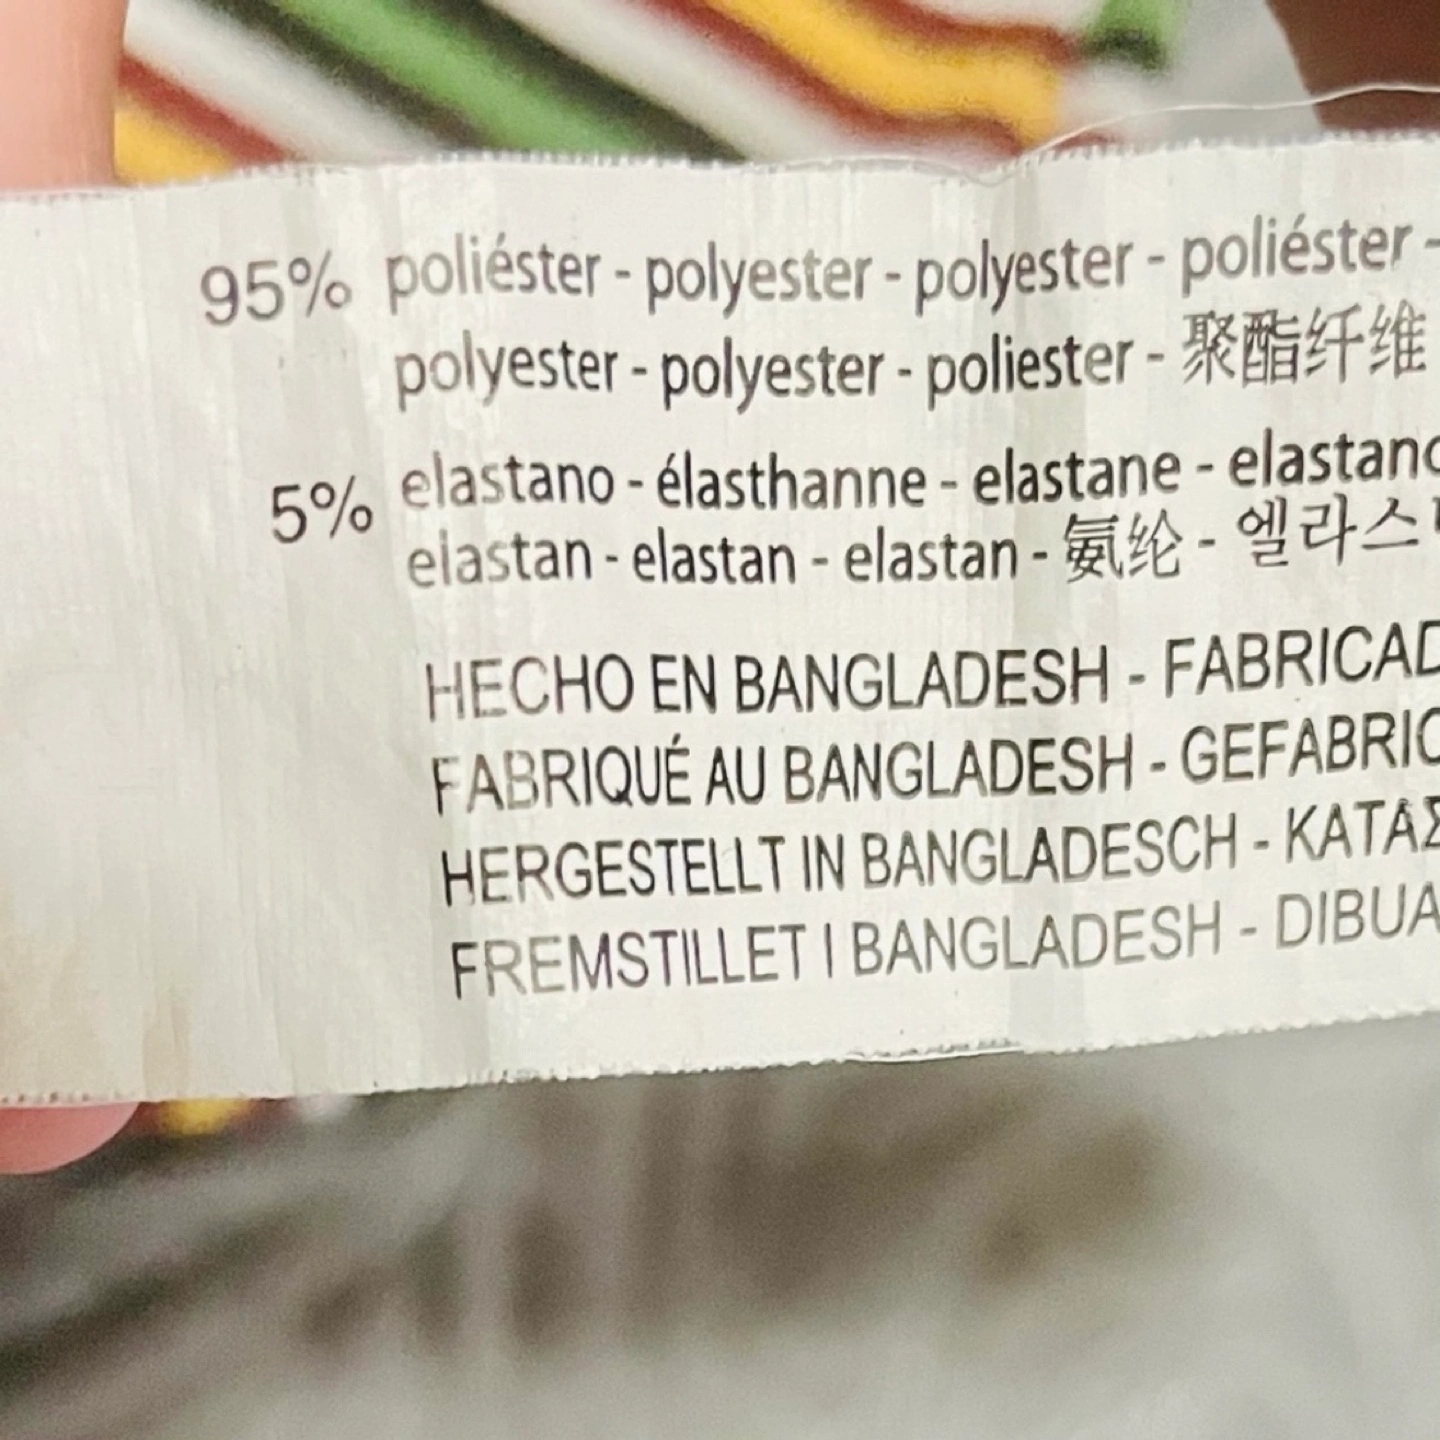 95% poliéster - polyester - polyester - poliéster -
polyester - polyester - poliester - 聚酯纤维
5% elastano - élasthanne - elastane - elastano
elastan - elastan - elastan - 氨纶 - 엘라스
HECHO EN BANGLADESH - FABRICAD
FABRIQUÉ AU BANGLADESH - GEFABRIC
HERGESTELLT IN BANGLADESCH - ΚΑΤΑΣ
FREMSTILLET I BANGLADESH - DIBUA